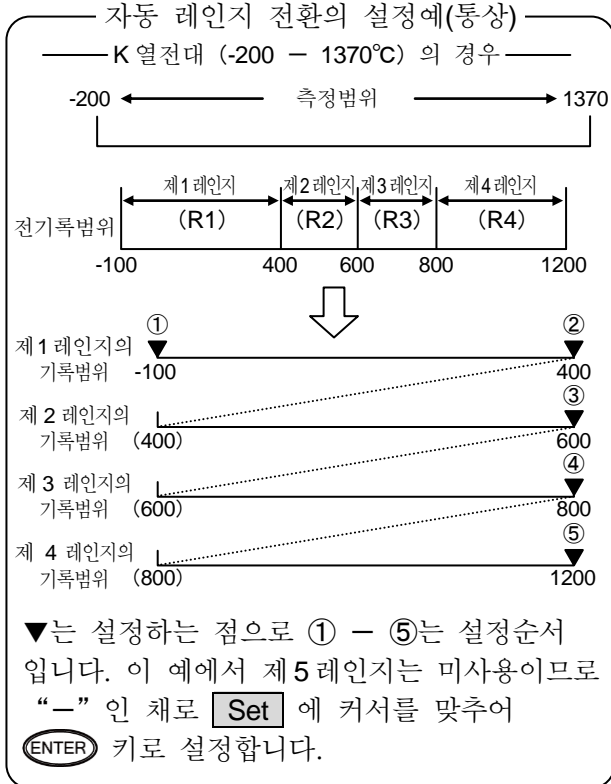 자동 레인지 전환의 설정예(통상)
K 열전대 (-200 － 1370℃) 의 경우
-200 측정범위 1370
제1레인지 제2레인지 제3레인지 제4레인지
전기록범위 (R1) (R2) (R3) (R4)
-100 400 600 800 1200
① ②
제1 레인지의
기록범위 -100 400
③
제 2 레인지의
기록범위 (400) 600
④
제 3 레인지의
기록범위 (600) 800
⑤
제 4 레인지의
기록범위 (800) 1200
▼는 설정하는 점으로 ① － ⑤는 설정순서
입니다. 이 예에서 제5레인지는 미사용이므로
“－” 인 채로 Set 에 커서를 맞추어
ENTER 키로 설정합니다.